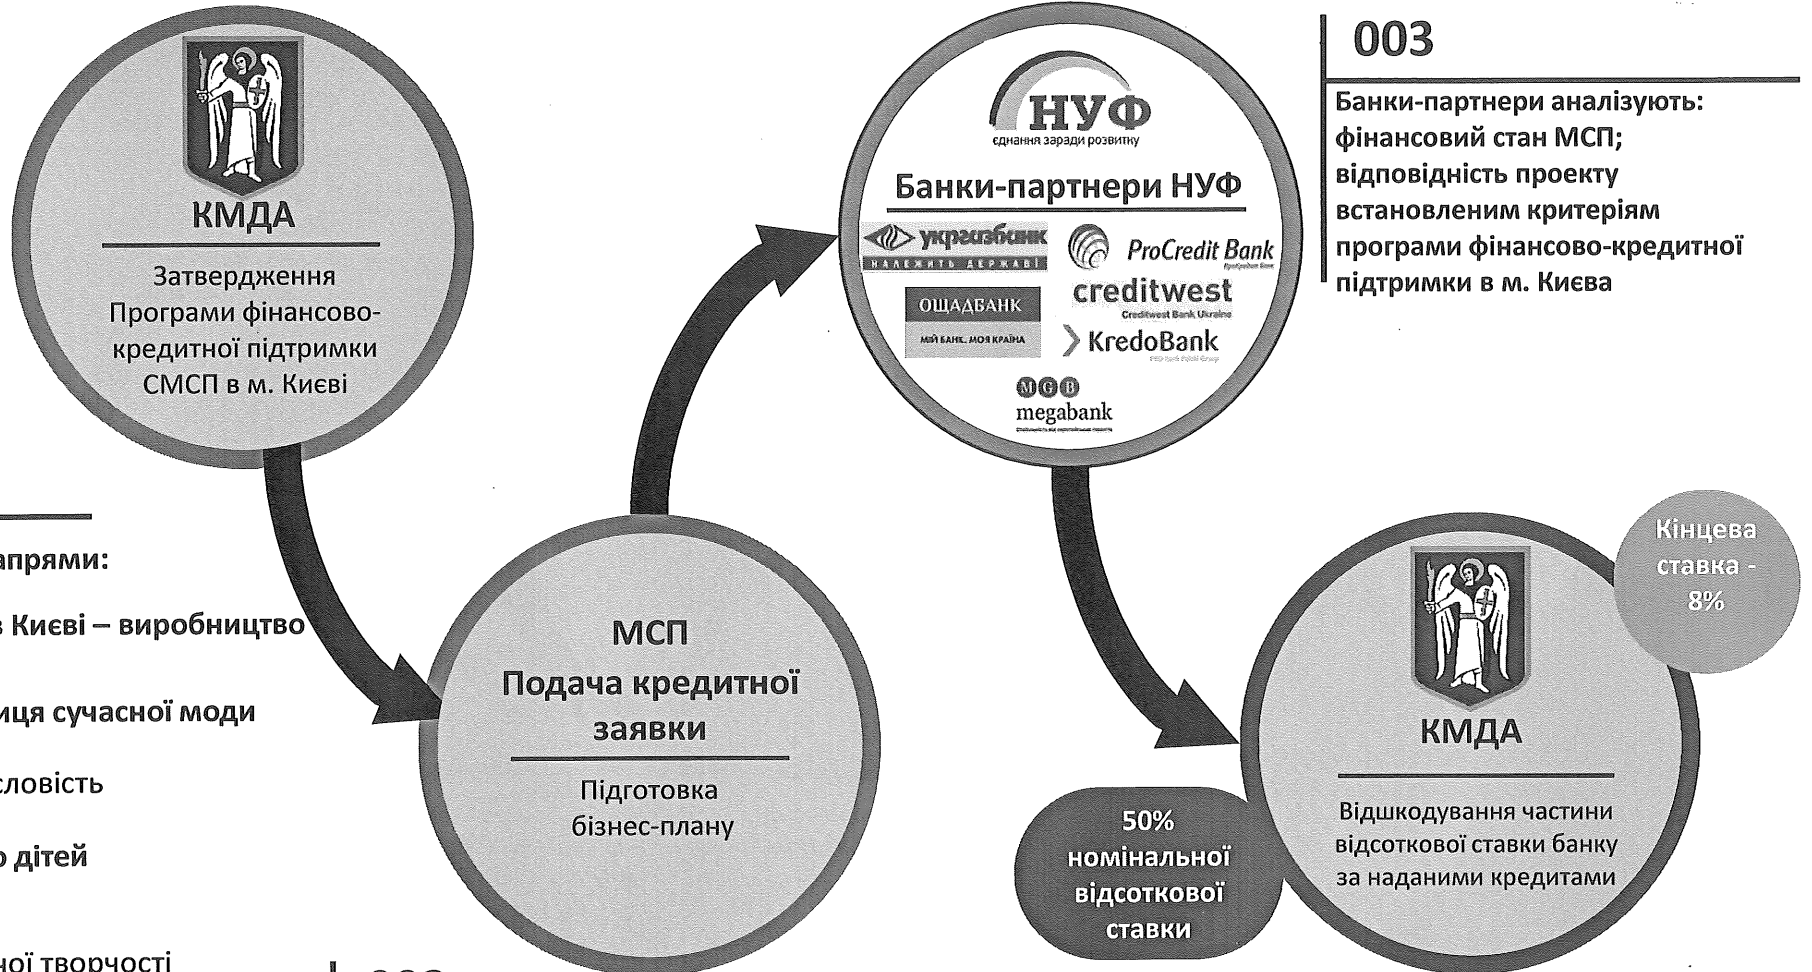 КМДА
Затвердження
Програми фінансово-
кредитної підтримки
СМСП в м. Києві
НУФ
єднання заради розвитку
Банки-партнери НУФ
укргазбанк
НАЛЕЖИТЬ ДЕРЖАВІ
ProCredit Bank
ОЩАДБАНК
МІЙ БАНК. МОЯ КРАЇНА
creditwest
Creditwest Bank Ukraine
KredoBank
MGB
megabank
003
Банки-партнери аналізують:
фінансовий стан МСП;
відповідність проекту
встановленим критеріям
програми фінансово-кредитної
підтримки в м. Києва
апрями:
в Києві – виробництво
иця сучасної моди
словість
дітей
ної творчості
МСП
Подача кредитної
заявки
Підготовка
бізнес-плану
50%
номінальної
відсоткової
ставки
КМДА
Відшкодування частини
відсоткової ставки банку
за наданими кредитами
Кінцева
ставка -
8%